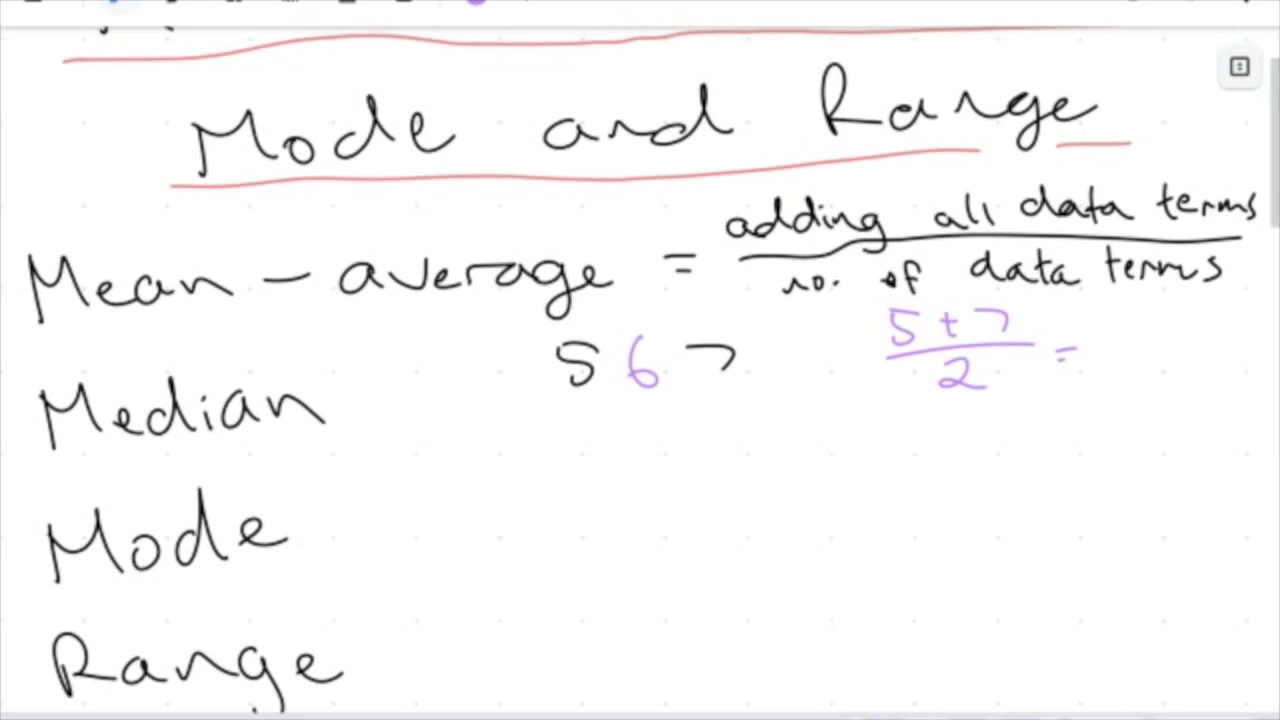 Mode and Range
Mean - average = adding all data terms
no. of data terms
5 6 7
5 + 7
2 =
Median
Mode
Range